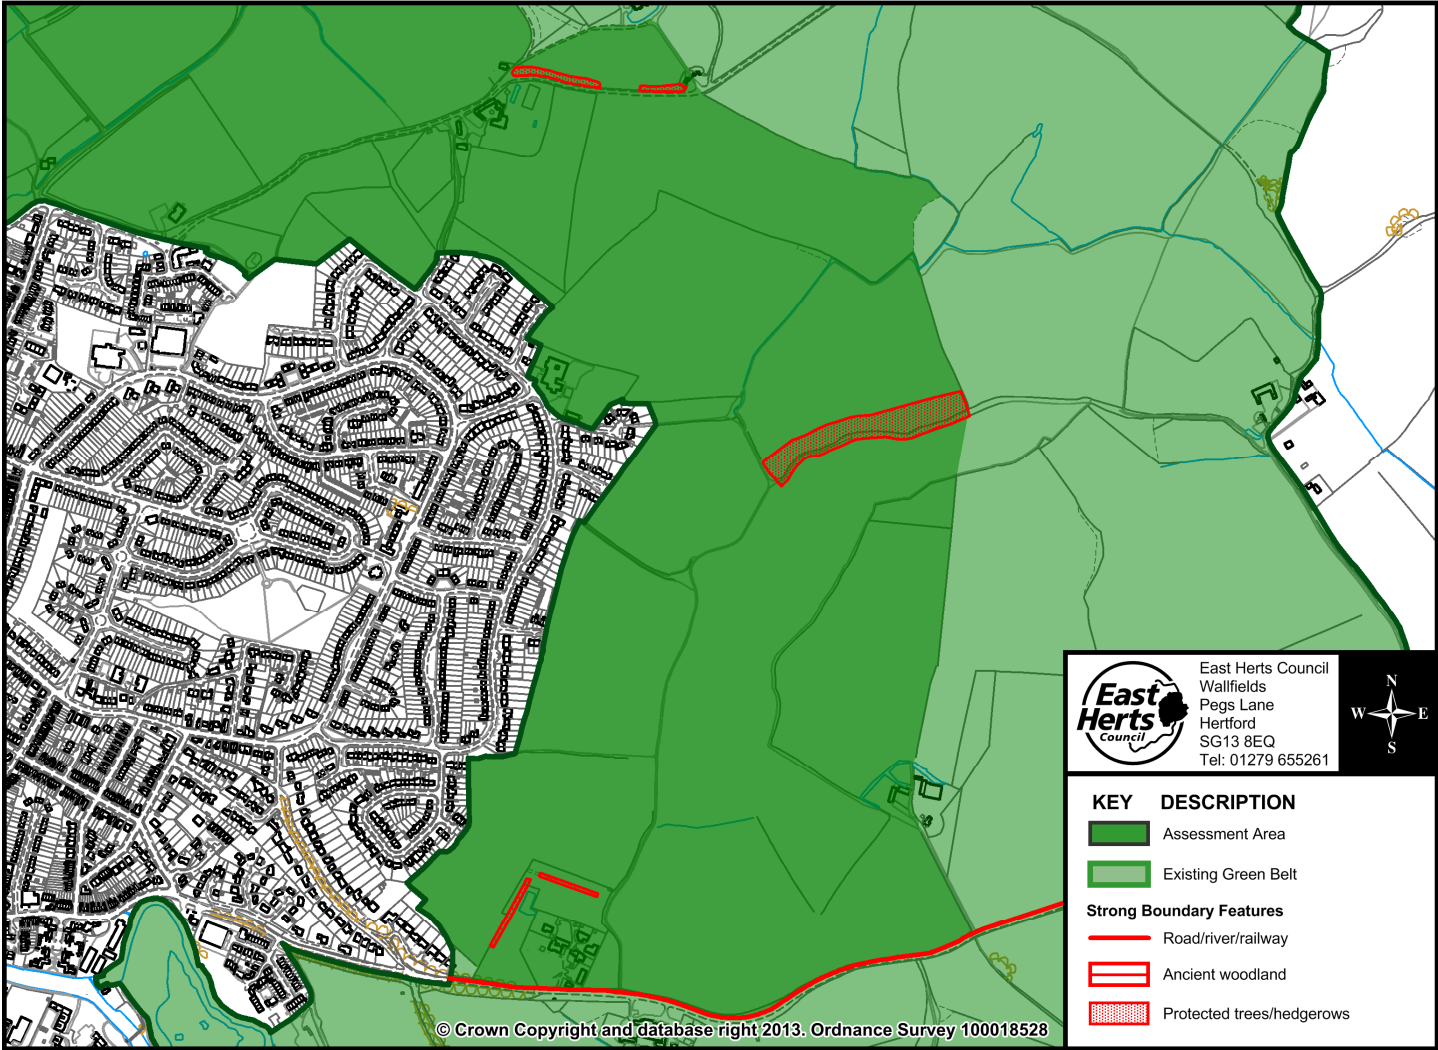 East
Herts
Council
East Herts Council
Wallfields
Pegs Lane
Hertford
SG13 8EQ
Tel: 01279 655261
N
W E
S
KEY DESCRIPTION
Assessment Area
Existing Green Belt
Strong Boundary Features
Road/river/railway
Ancient woodland
Protected trees/hedgerows
© Crown Copyright and database right 2013. Ordnance Survey 100018528